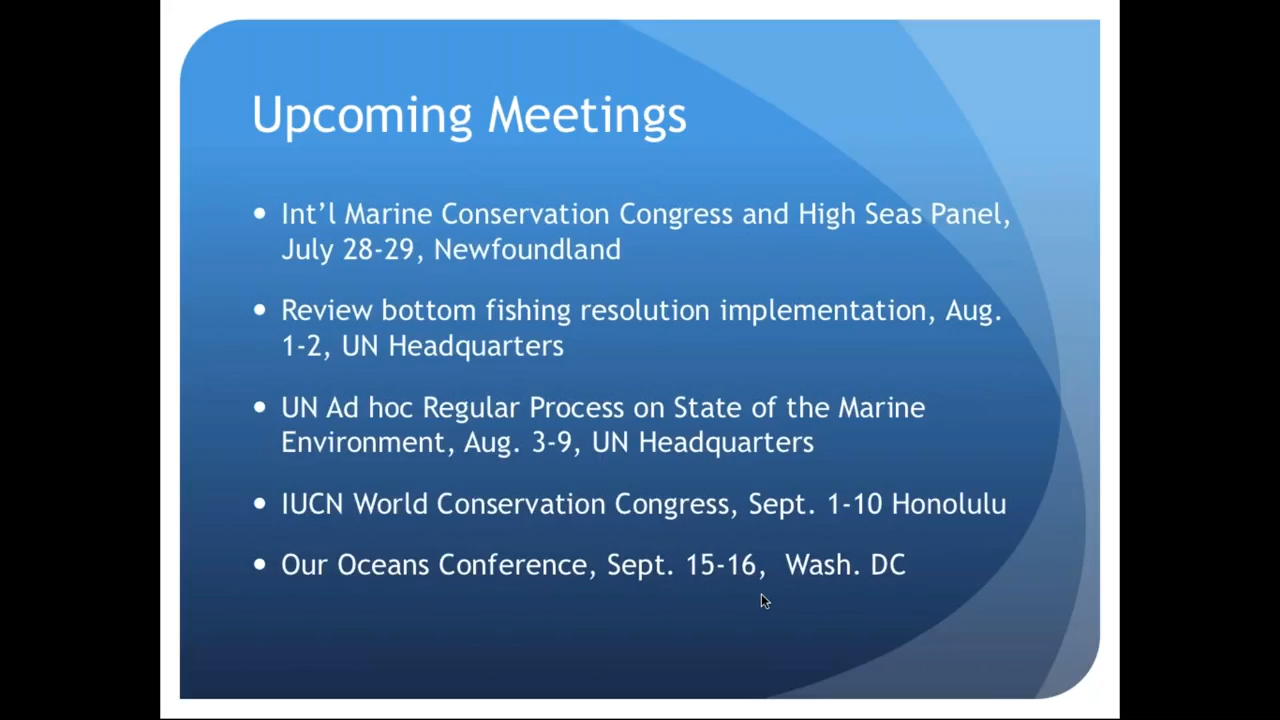 Upcoming Meetings
• Int’l Marine Conservation Congress and High Seas Panel,
July 28-29, Newfoundland
• Review bottom fishing resolution implementation, Aug.
1-2, UN Headquarters
• UN Ad hoc Regular Process on State of the Marine
Environment, Aug. 3-9, UN Headquarters
• IUCN World Conservation Congress, Sept. 1-10 Honolulu
• Our Oceans Conference, Sept. 15-16,  Wash. DC